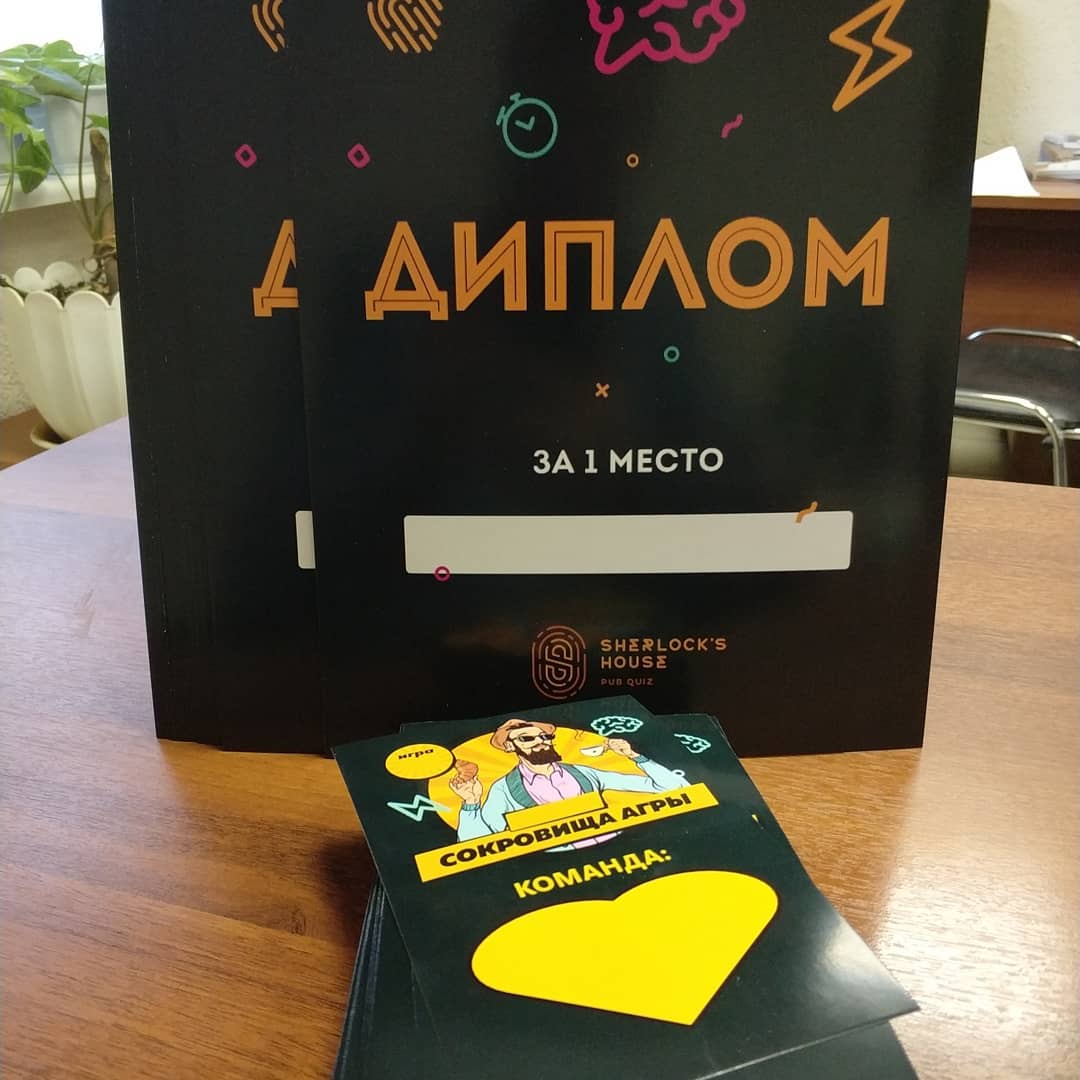 Д
ДИПЛОМ
ЗА 1 МЕСТО
SHERLOCK'S
HOUSE
PUB QUIZ
игра
СОКРОВИЩА АГРЫ
КОМАНДА: